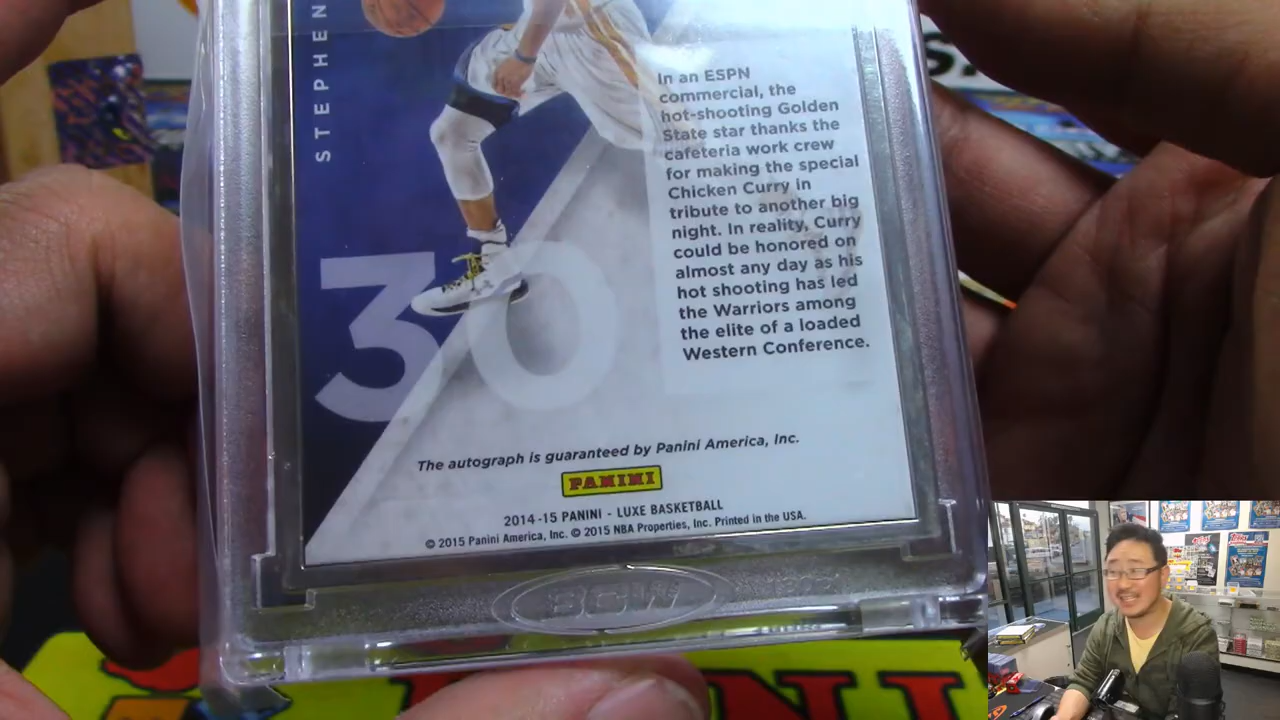 STEPHEN
30
In an ESPN
commercial, the
hot-shooting Golden
State star thanks the
cafeteria work crew
for making the special
Chicken Curry in
tribute to another big
night. In reality, Curry
could be honored on
almost any day as his
hot shooting has led
the Warriors among
the elite of a loaded
Western Conference.
The autograph is guaranteed by Panini America, Inc.
PANINI
2014-15 PANINI - LUXE BASKETBALL
© 2015 Panini America, Inc. © 2015 NBA Properties, Inc. Printed in the USA.
BCW